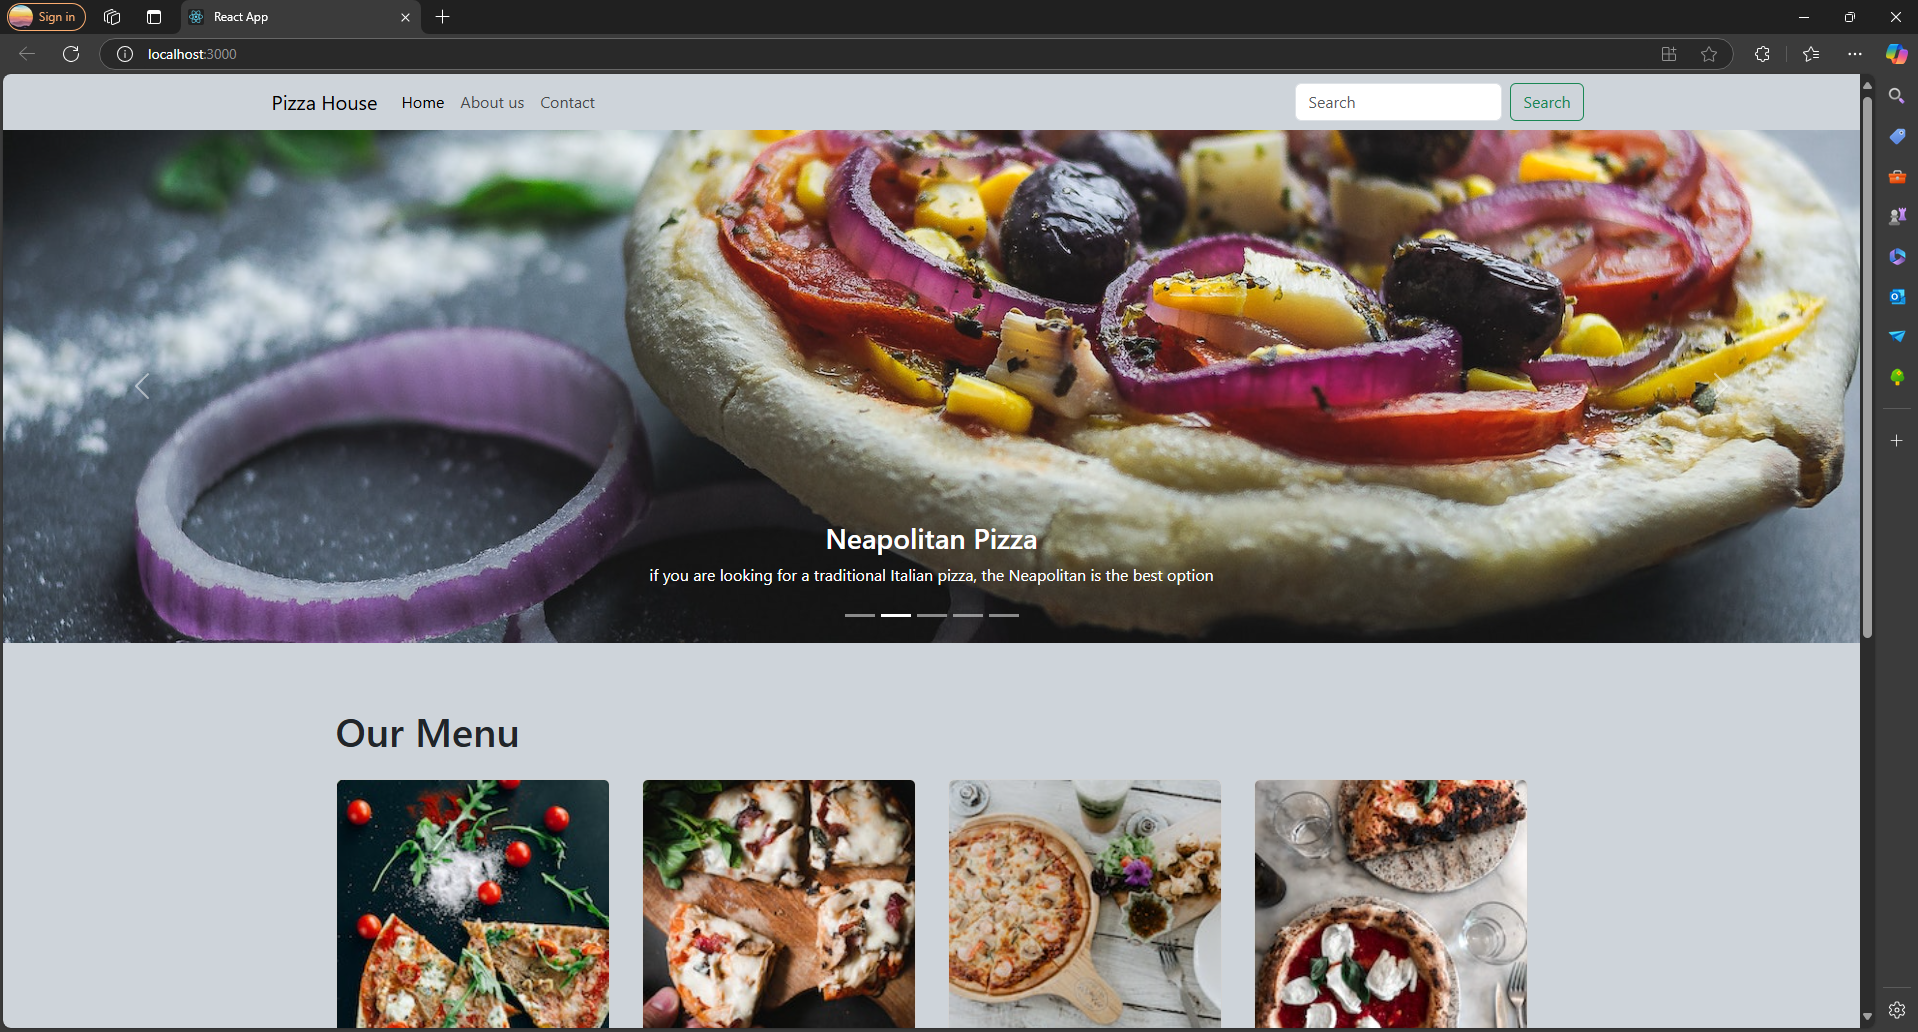 Sign in
React App
localhost:3000
Pizza House
Home
About us
Contact
Search
Search
Neapolitan Pizza
if you are looking for a traditional Italian pizza, the Neapolitan is the best option
Our Menu